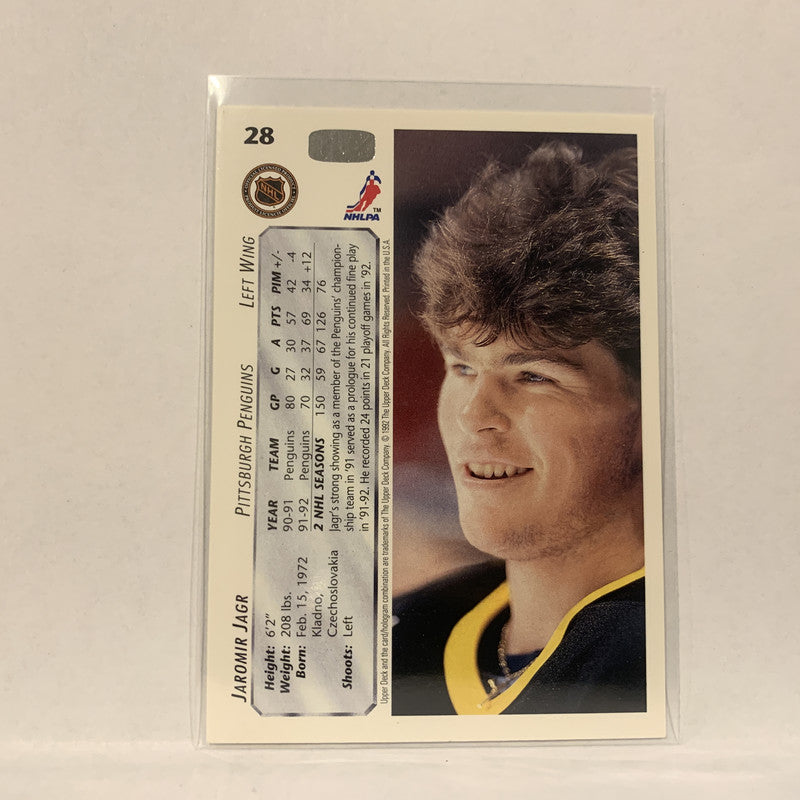 28
NHL
NHLPA
TM
JAROMIR JAGR PITTSBURGH PENGUINS LEFT WING
Height: 6'2"
Weight: 208 lbs.
Born: Feb. 15, 1972
Kladno,
Czechoslovakia
Shoots: Left
YEAR TEAM GP G A PTS PIM +/-
90-91 Penguins 80 27 30 57 42 -4
91-92 Penguins 70 32 37 69 34 +12
2 NHL SEASONS 150 59 67 126 76
Jagr's strong showing as a member of the Penguins' champion-
ship team in '91 served as a prologue for his continued fine play
in '91-92. He recorded 24 points in 21 playoff games in '92.
Upper Deck and the card/hologram combination are trademarks of The Upper Deck Company. © 1992 The Upper Deck Company. All Rights Reserved. Printed in the U.S.A.